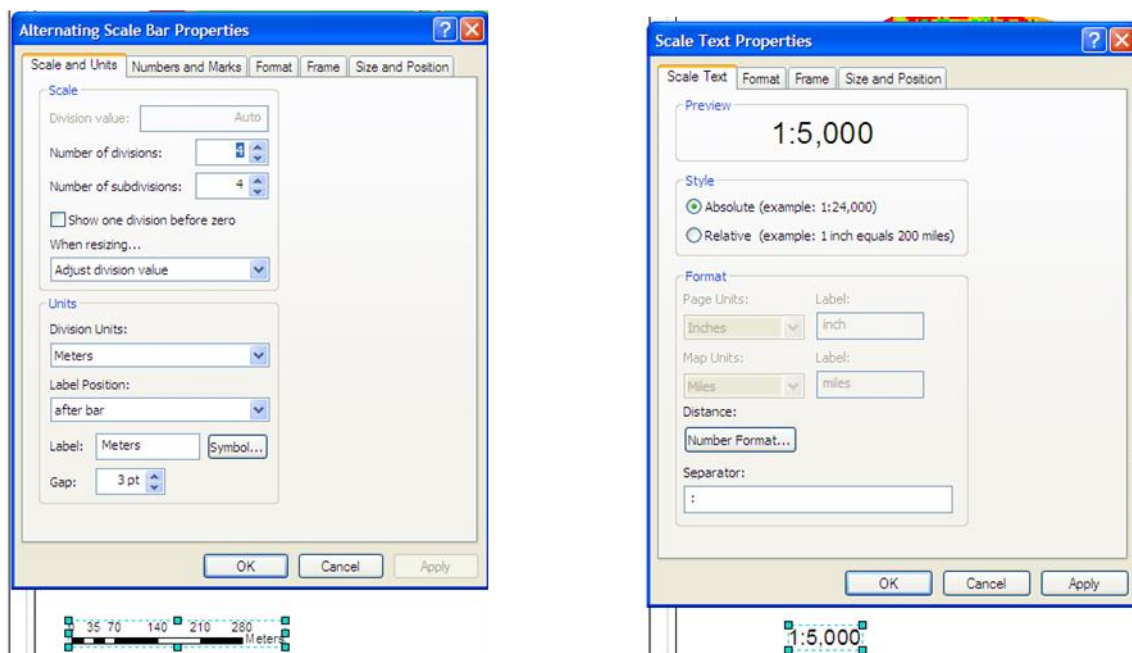 Alternating Scale Bar Properties
Scale and Units Numbers and Marks Format Frame Size and Position
Scale
Division value: Auto
Number of divisions: 4
Number of subdivisions: 4
Show one division before zero
When resizing...
Adjust division value
Units
Division Units:
Meters
Label Position:
after bar
Label: Meters Symbol...
Gap: 3 pt
OK Cancel Apply
0 35 70 140 210 280
Meters
Scale Text Properties
Scale Text Format Frame Size and Position
Preview
1:5,000
Style
Absolute (example: 1:24,000)
Relative (example: 1 inch equals 200 miles)
Format
Page Units: Label:
Inches inch
Map Units: Label:
Miles miles
Distance:
Number Format...
Separator:
:
OK Cancel Apply
1:5,000